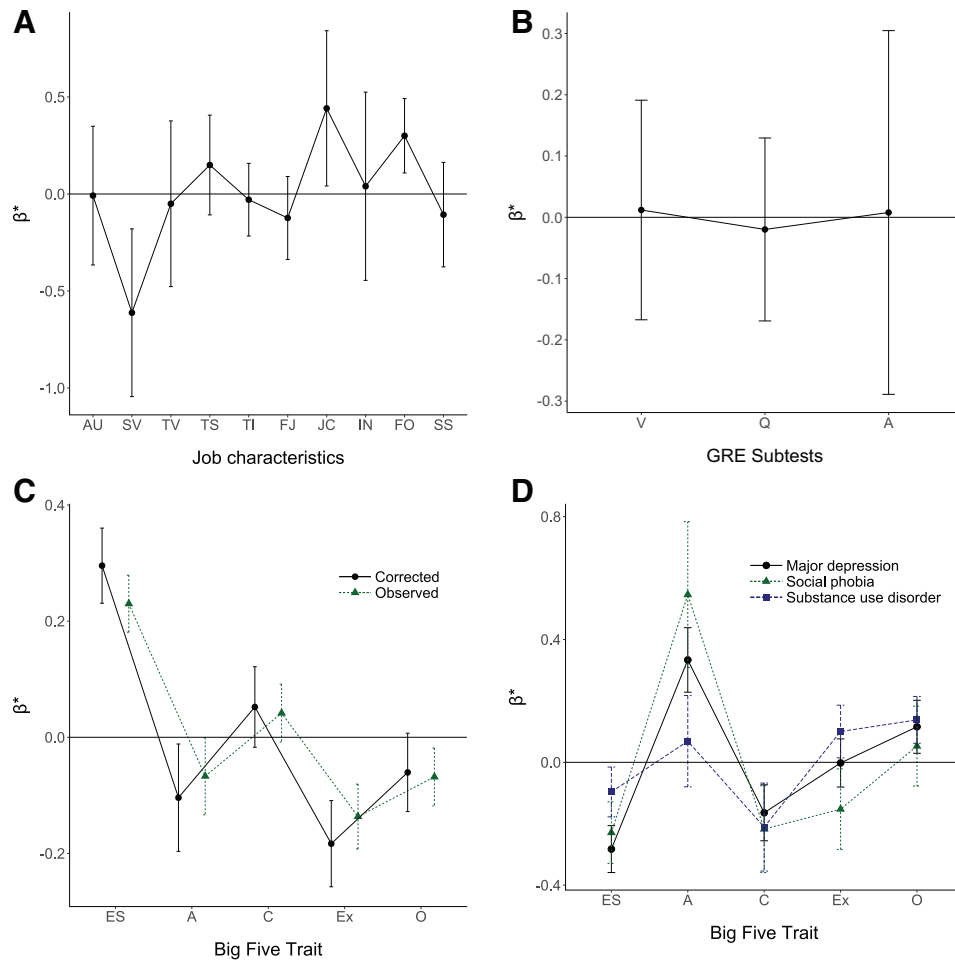 A
β*
0.5
0.0
-0.5
-1.0
AU SV TV TS TI FJ JC IN FO SS
Job characteristics
B
β*
0.3
0.2
0.1
0.0
-0.1
-0.2
-0.3
V Q A
GRE Subtests
C
β*
0.4
0.0
-0.2
Corrected
Observed
ES A C Ex O
Big Five Trait
D
β*
0.8
0.4
0.0
-0.4
Major depression
Social phobia
Substance use disorder
ES A C Ex O
Big Five Trait